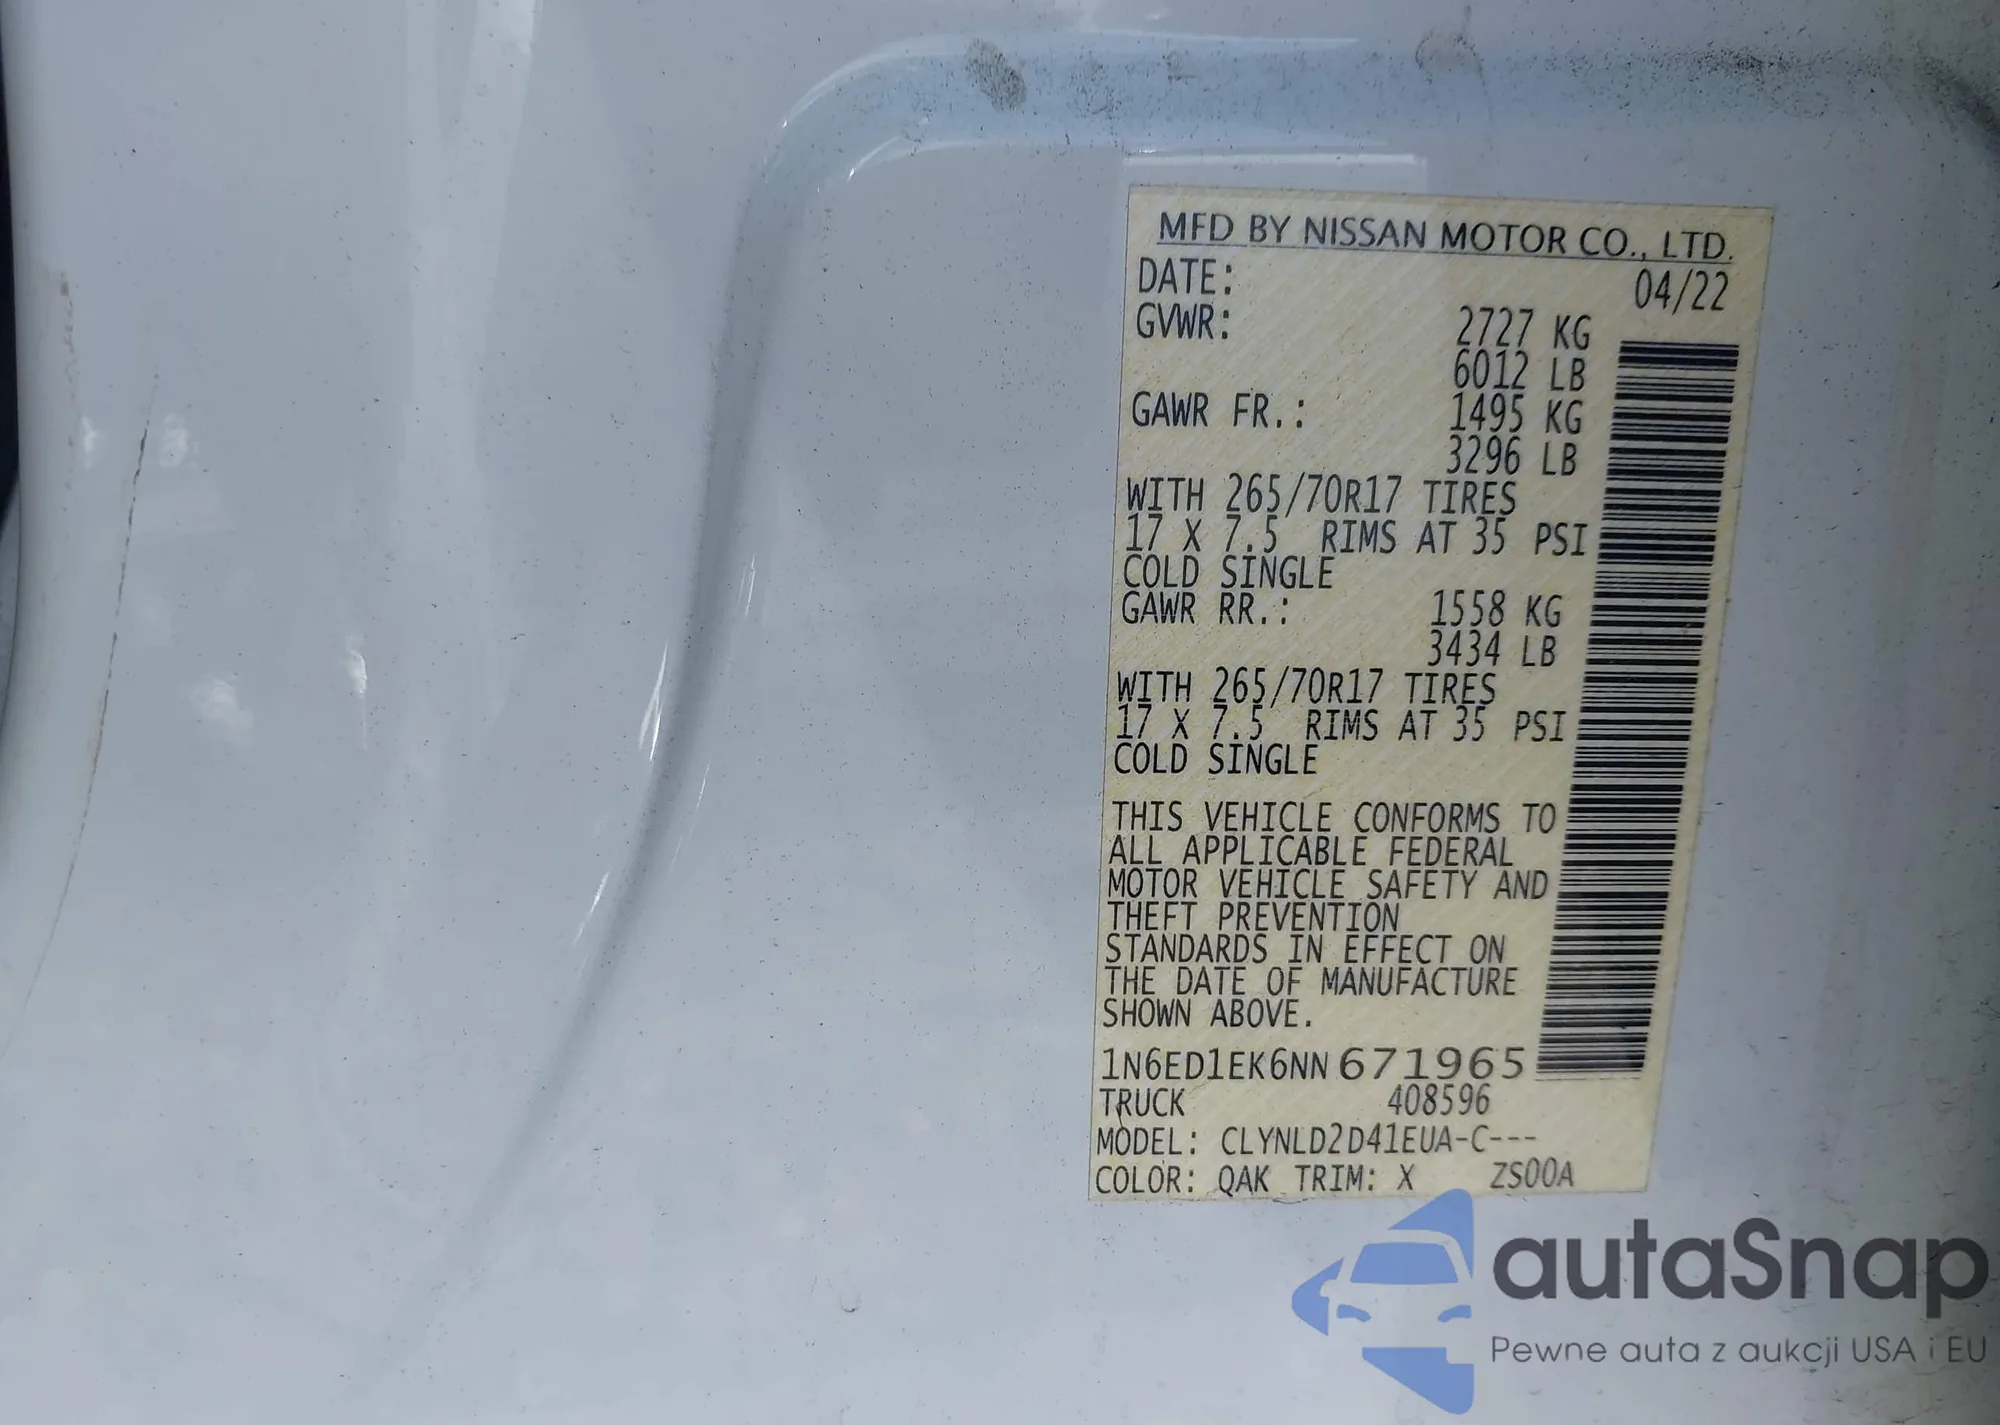 MFD BY NISSAN MOTOR CO., LTD.
DATE: 04/22
GVWR: 2727 KG
6012 LB
GAWR FR.: 1495 KG
3296 LB
WITH 265/70R17 TIRES
17 X 7.5 RIMS AT 35 PSI
COLD SINGLE
GAWR RR.: 1558 KG
3434 LB
WITH 265/70R17 TIRES
17 X 7.5 RIMS AT 35 PSI
COLD SINGLE
THIS VEHICLE CONFORMS TO
ALL APPLICABLE FEDERAL
MOTOR VEHICLE SAFETY AND
THEFT PREVENTION
STANDARDS IN EFFECT ON
THE DATE OF MANUFACTURE
SHOWN ABOVE.
1N6ED1EK6NN671965
TRUCK 408596
MODEL: CLYNLD2D41EUA-C---
COLOR: QAK TRIM: X ZS00A
autaSnap
Pewne auta z aukcji USA i EU